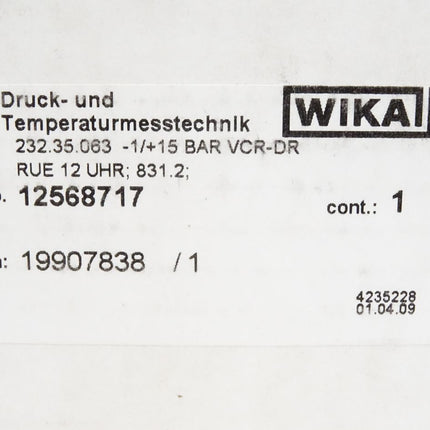 Druck- und
Temperaturmesstechnik
WIKA
232.35.063 -1/+15 BAR VCR-DR
RUE 12 UHR; 831.2;
12568717
cont.: 1
19907838 / 1
4235228
01.04.09